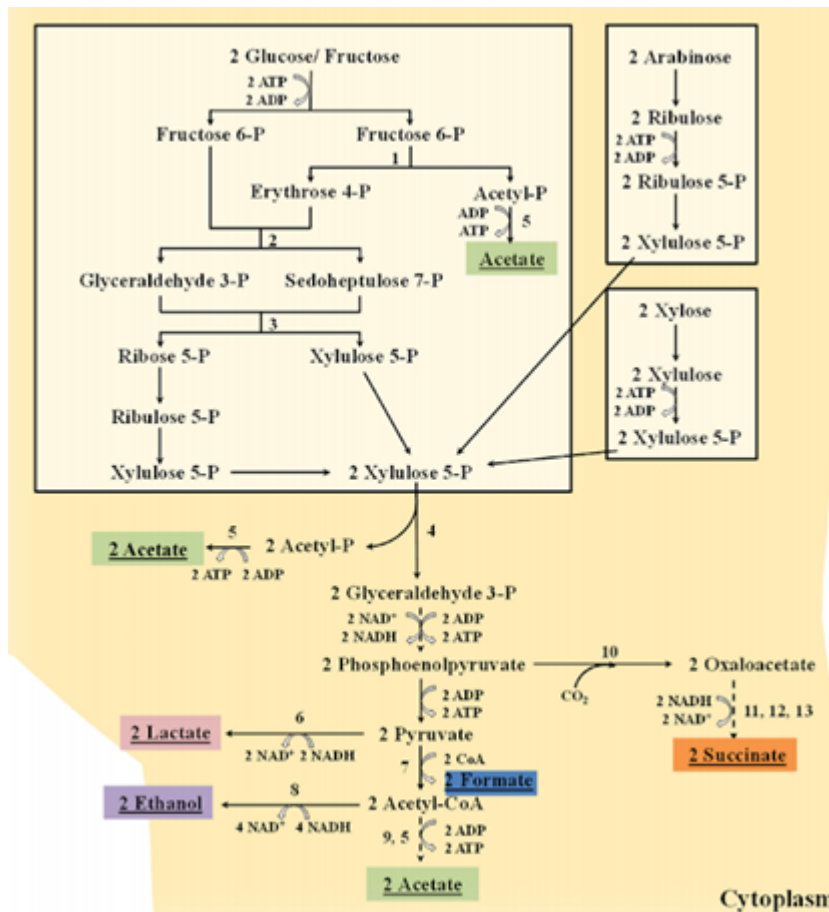 2 Glucose/ Fructose
2 ATP
2 ADP
Fructose 6-P
Fructose 6-P
1
Erythrose 4-P
Acetyl-P
ADP
ATP
5
Acetate
2
Glyceraldehyde 3-P
Sedoheptulose 7-P
3
Ribose 5-P
Xylulose 5-P
Ribulose 5-P
Xylulose 5-P
2 Xylulose 5-P
2 Arabinose
2 Ribulose
2 ATP
2 ADP
2 Ribulose 5-P
2 Xylulose 5-P
2 Xylose
2 Xylulose
2 ATP
2 ADP
2 Xylulose 5-P
4
2 Acetyl-P
5
2 ATP 2 ADP
2 Acetate
2 Glyceraldehyde 3-P
2 NAD⁺
2 NADH
2 ADP
2 ATP
2 Phosphoenolpyruvate
10
CO₂
2 Oxaloacetate
2 NADH
2 NAD⁺
11, 12, 13
2 Succinate
2 ADP
2 ATP
2 Pyruvate
6
2 NAD⁺ 2 NADH
2 Lactate
7
2 CoA
2 Formate
2 Acetyl-CoA
8
4 NAD⁺ 4 NADH
2 Ethanol
9, 5
2 ADP
2 ATP
2 Acetate
Cytoplasm